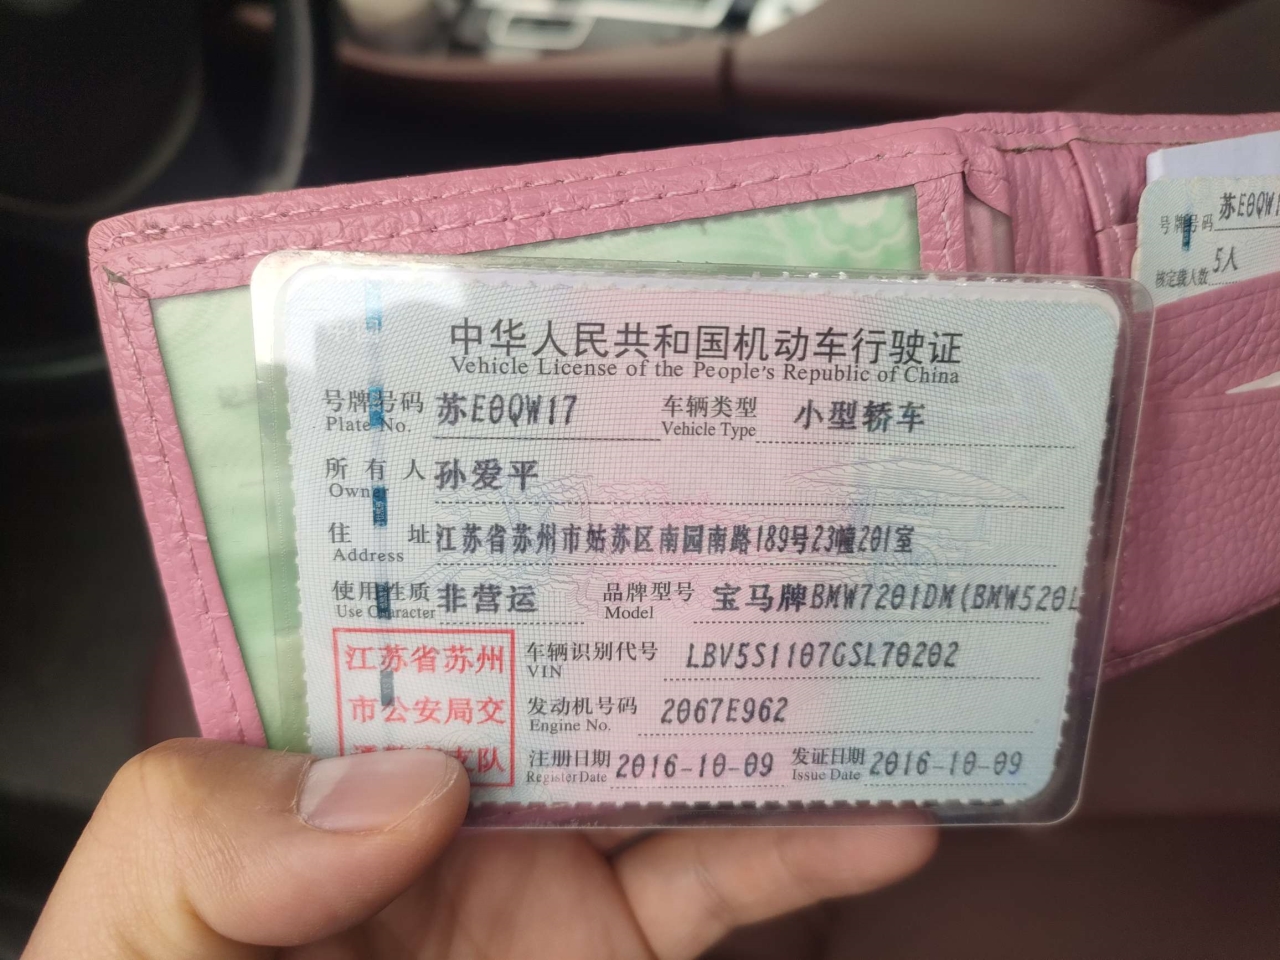 中华人民共和国机动车行驶证
Vehicle License of the People's Republic of China
号牌号码 苏E0QW17 车辆类型 小型轿车
Plate No. Vehicle Type
所有人 孙爱平
Owner
住址 江苏省苏州市姑苏区南园南路189号23幢201室
Address
使用性质 非营运 品牌型号 宝马牌BMW7201DM(BMW520L
Use Character Model
江苏省苏州
市公安局交
支队
车辆识别代号 LBV5S1107GSL70202
VIN
发动机号码 2067E962
Engine No.
注册日期 2016-10-09 发证日期 2016-10-09
Register Date Issue Date
号牌号码 苏E0QW1
核定载人数 5人